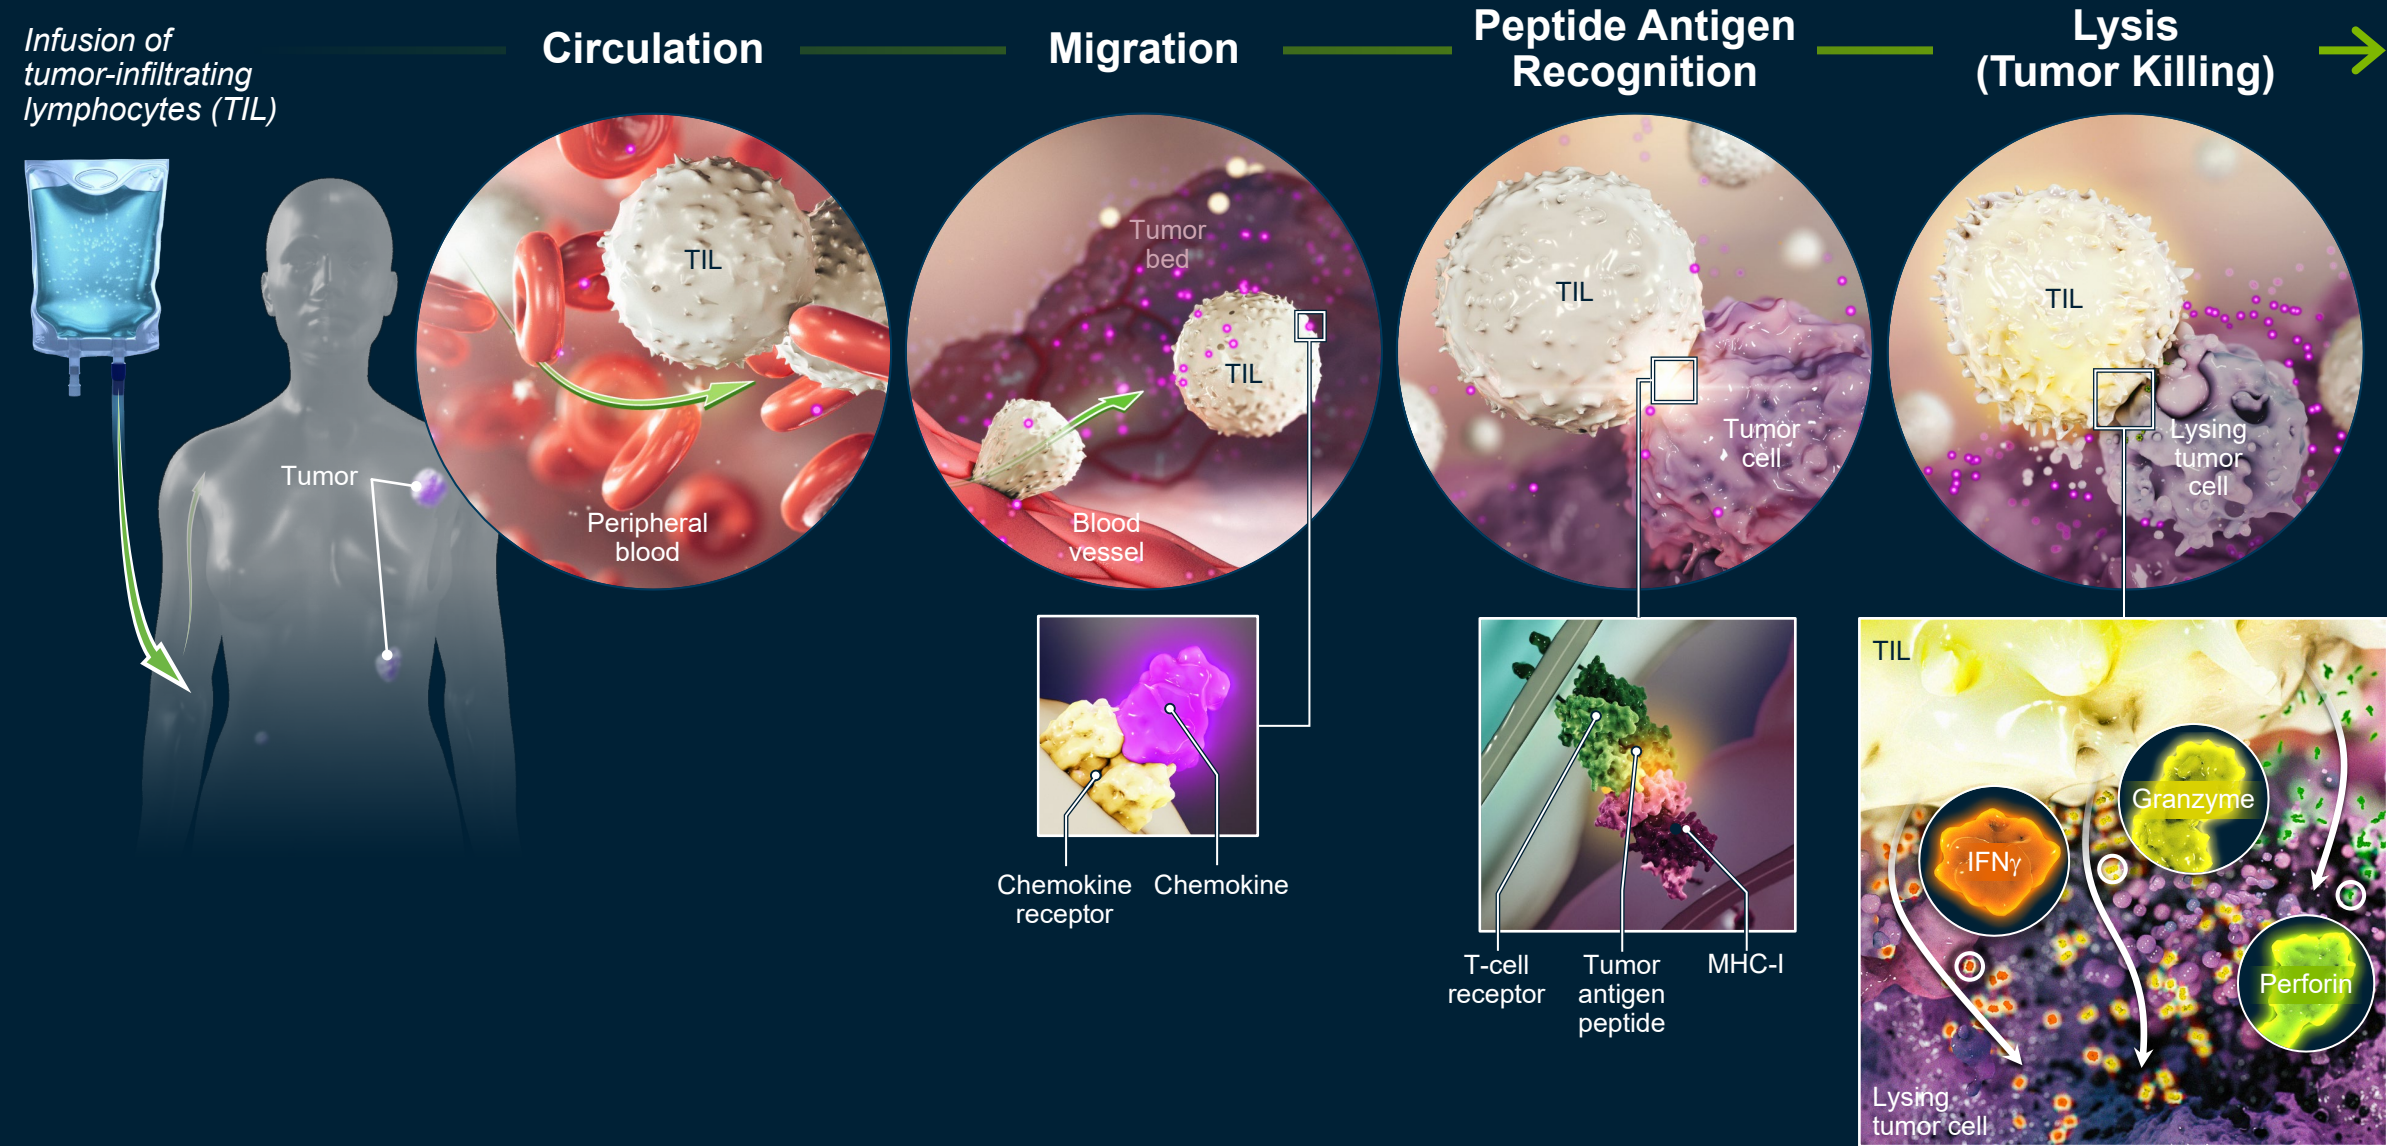 Infusion of
tumor-infiltrating
lymphocytes (TIL)
Circulation
Migration
Peptide Antigen
Recognition
Lysis
(Tumor Killing)
Tumor
TIL
Peripheral
blood
Tumor
bed
TIL
Blood
vessel
Chemokine
receptor
Chemokine
TIL
Tumor
cell
T-cell
receptor
Tumor
antigen
peptide
MHC-I
TIL
Lysing
tumor
cell
TIL
Granzyme
IFNγ
Perforin
Lysing
tumor cell